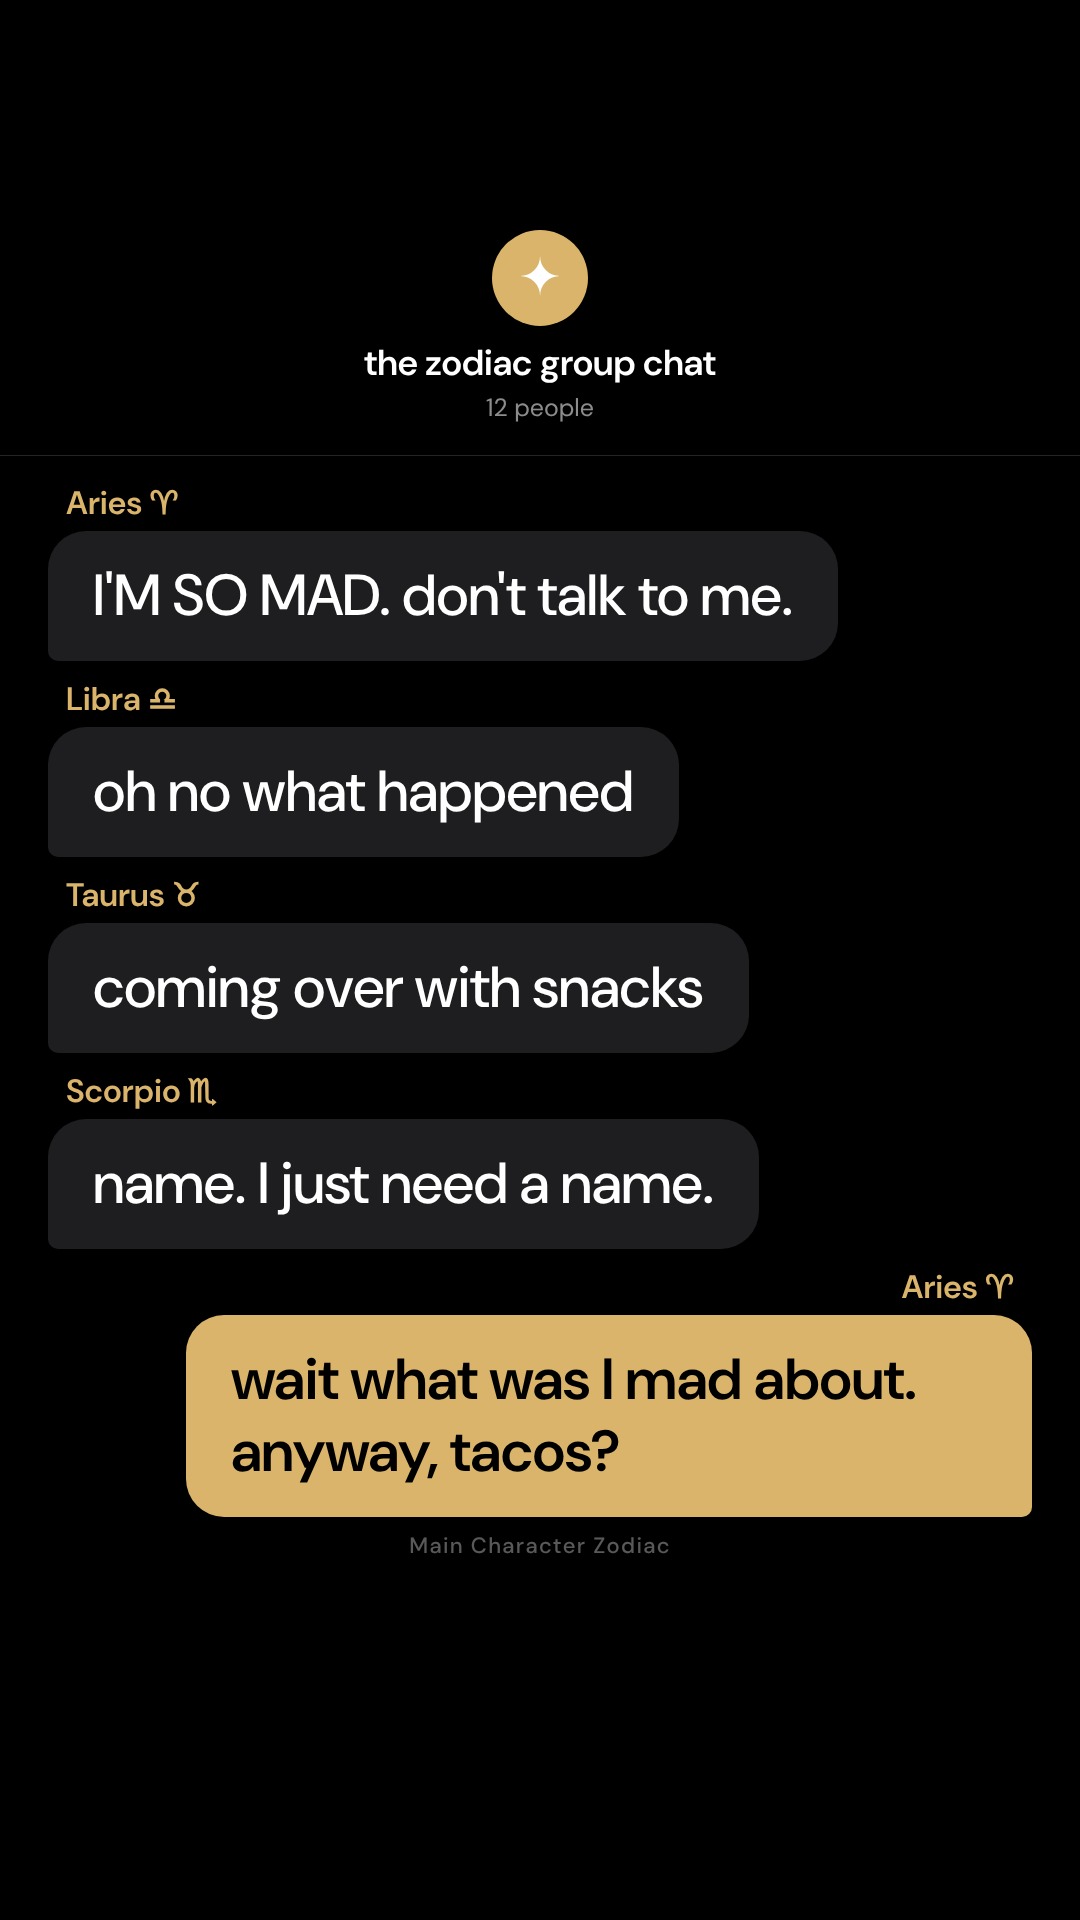 the zodiac group chat
12 people
Aries ♈︎
I'M SO MAD. don't talk to me.
Libra ♎︎
oh no what happened
Taurus ♉︎
coming over with snacks
Scorpio ♏︎
name. I just need a name.
Aries ♈︎
wait what was I mad about.
anyway, tacos?
Main Character Zodiac